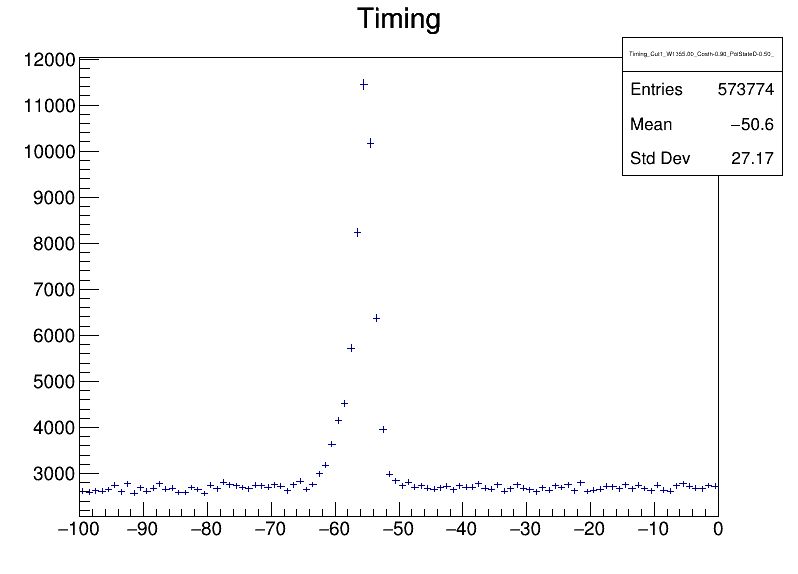 Timing
Timing_Cut1_W1355.00_Costh-0.90_PolStateD-0.50_
Entries 573774
Mean −50.6
Std Dev 27.17
12000
11000
10000
9000
8000
7000
6000
5000
4000
3000
−100 −90 −80 −70 −60 −50 −40 −30 −20 −10 0